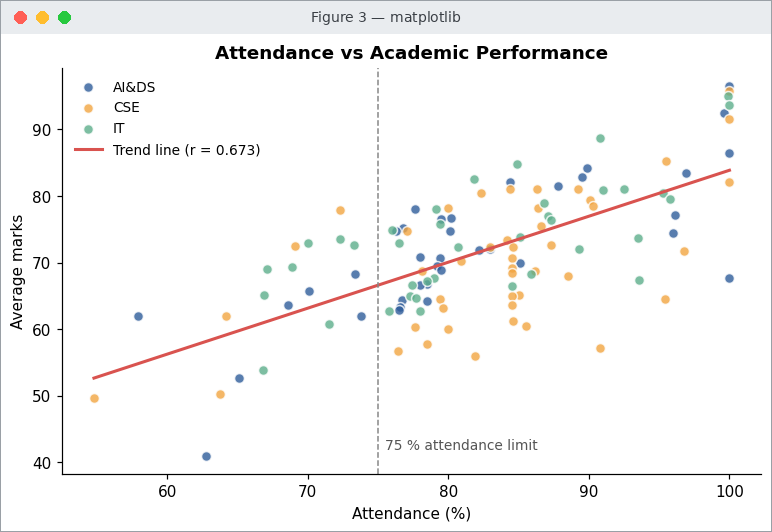 Figure 3 — matplotlib
Attendance vs Academic Performance
AI&DS
CSE
IT
Trend line (r = 0.673)
Average marks
90
80
70
60
50
40
75 % attendance limit
60 70 80 90 100
Attendance (%)